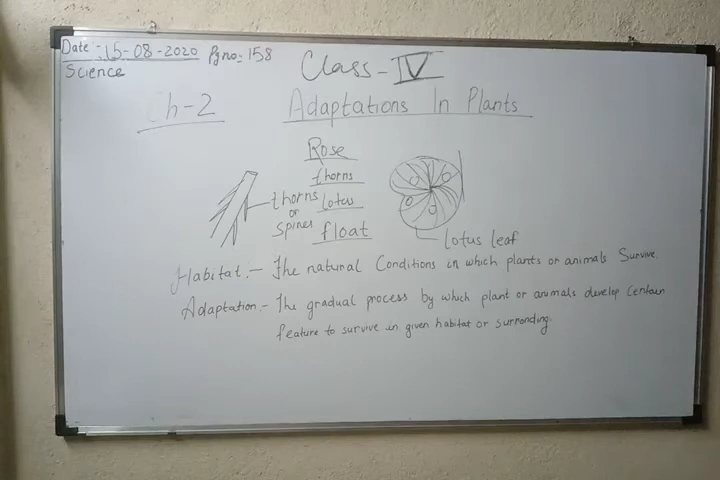 Date :- 15-08-2020 Pg no:- 158
Science
Class - IV
Ch-2 Adaptations In Plants
Rose
thorns
thorns or spines
lotus
float
Lotus leaf
Habitat :- The natural Conditions in which plants or animals Survive.
Adaptation :- The gradual process by which plant or animals develop Certain
feature to survive in given habitat or surronding.